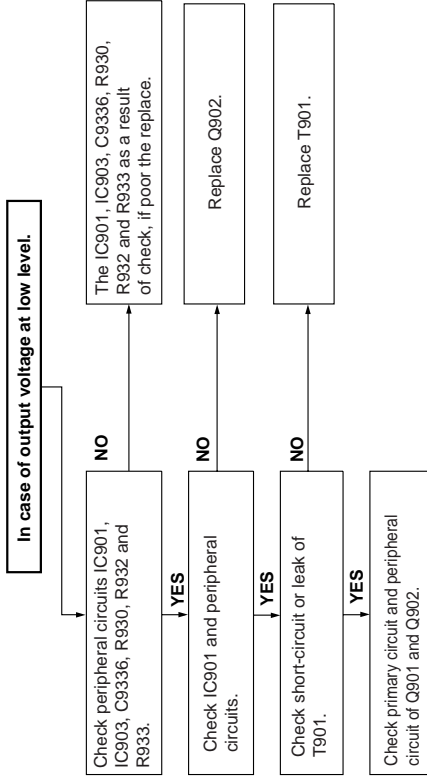 In case of output voltage at low level.
Check peripheral circuits IC901,
IC903, C9336, R930, R932 and
R933.
NO
The IC901, IC903, C9336, R930,
R932 and R933 as a result
of check, if poor the replace.
YES
Check IC901 and peripheral
circuits.
NO
Replace Q902.
YES
Check short-circuit or leak of
T901.
NO
Replace T901.
YES
Check primary circuit and peripheral
circuit of Q901 and Q902.